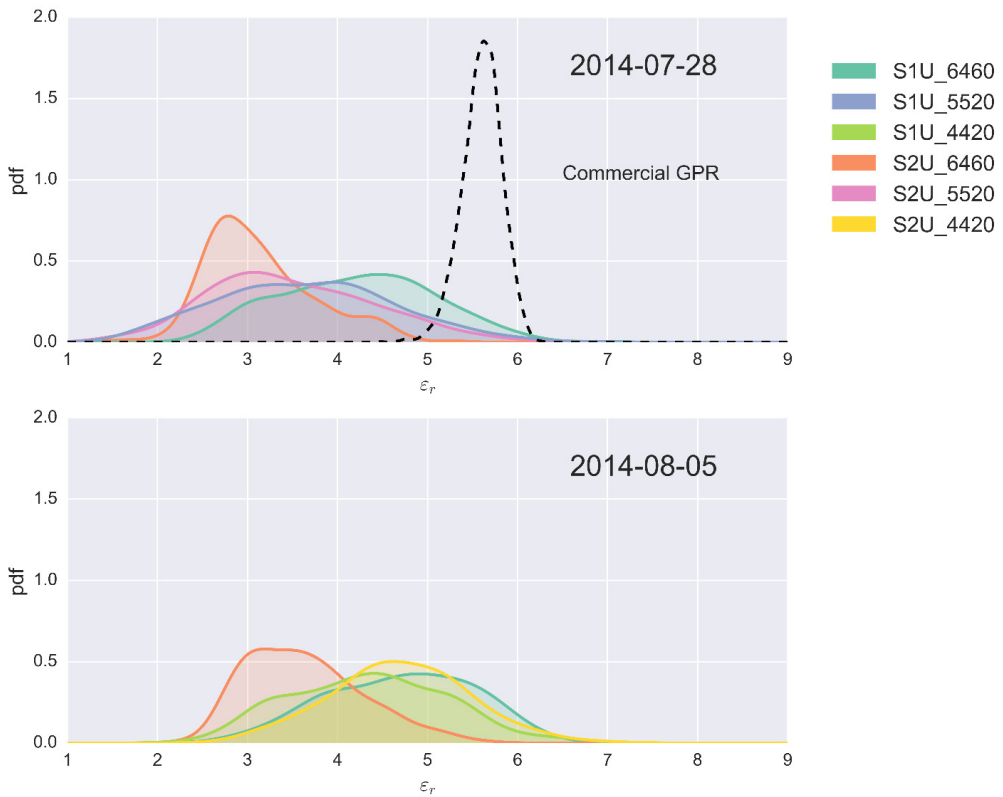 2.0
2014-07-28
1.5
Commercial GPR
1.0
pdf
0.5
0.0
1 2 3 4 5 6 7 8 9
εr
S1U_6460
S1U_5520
S1U_4420
S2U_6460
S2U_5520
S2U_4420
2.0
2014-08-05
1.5
1.0
pdf
0.5
0.0
1 2 3 4 5 6 7 8 9
εr